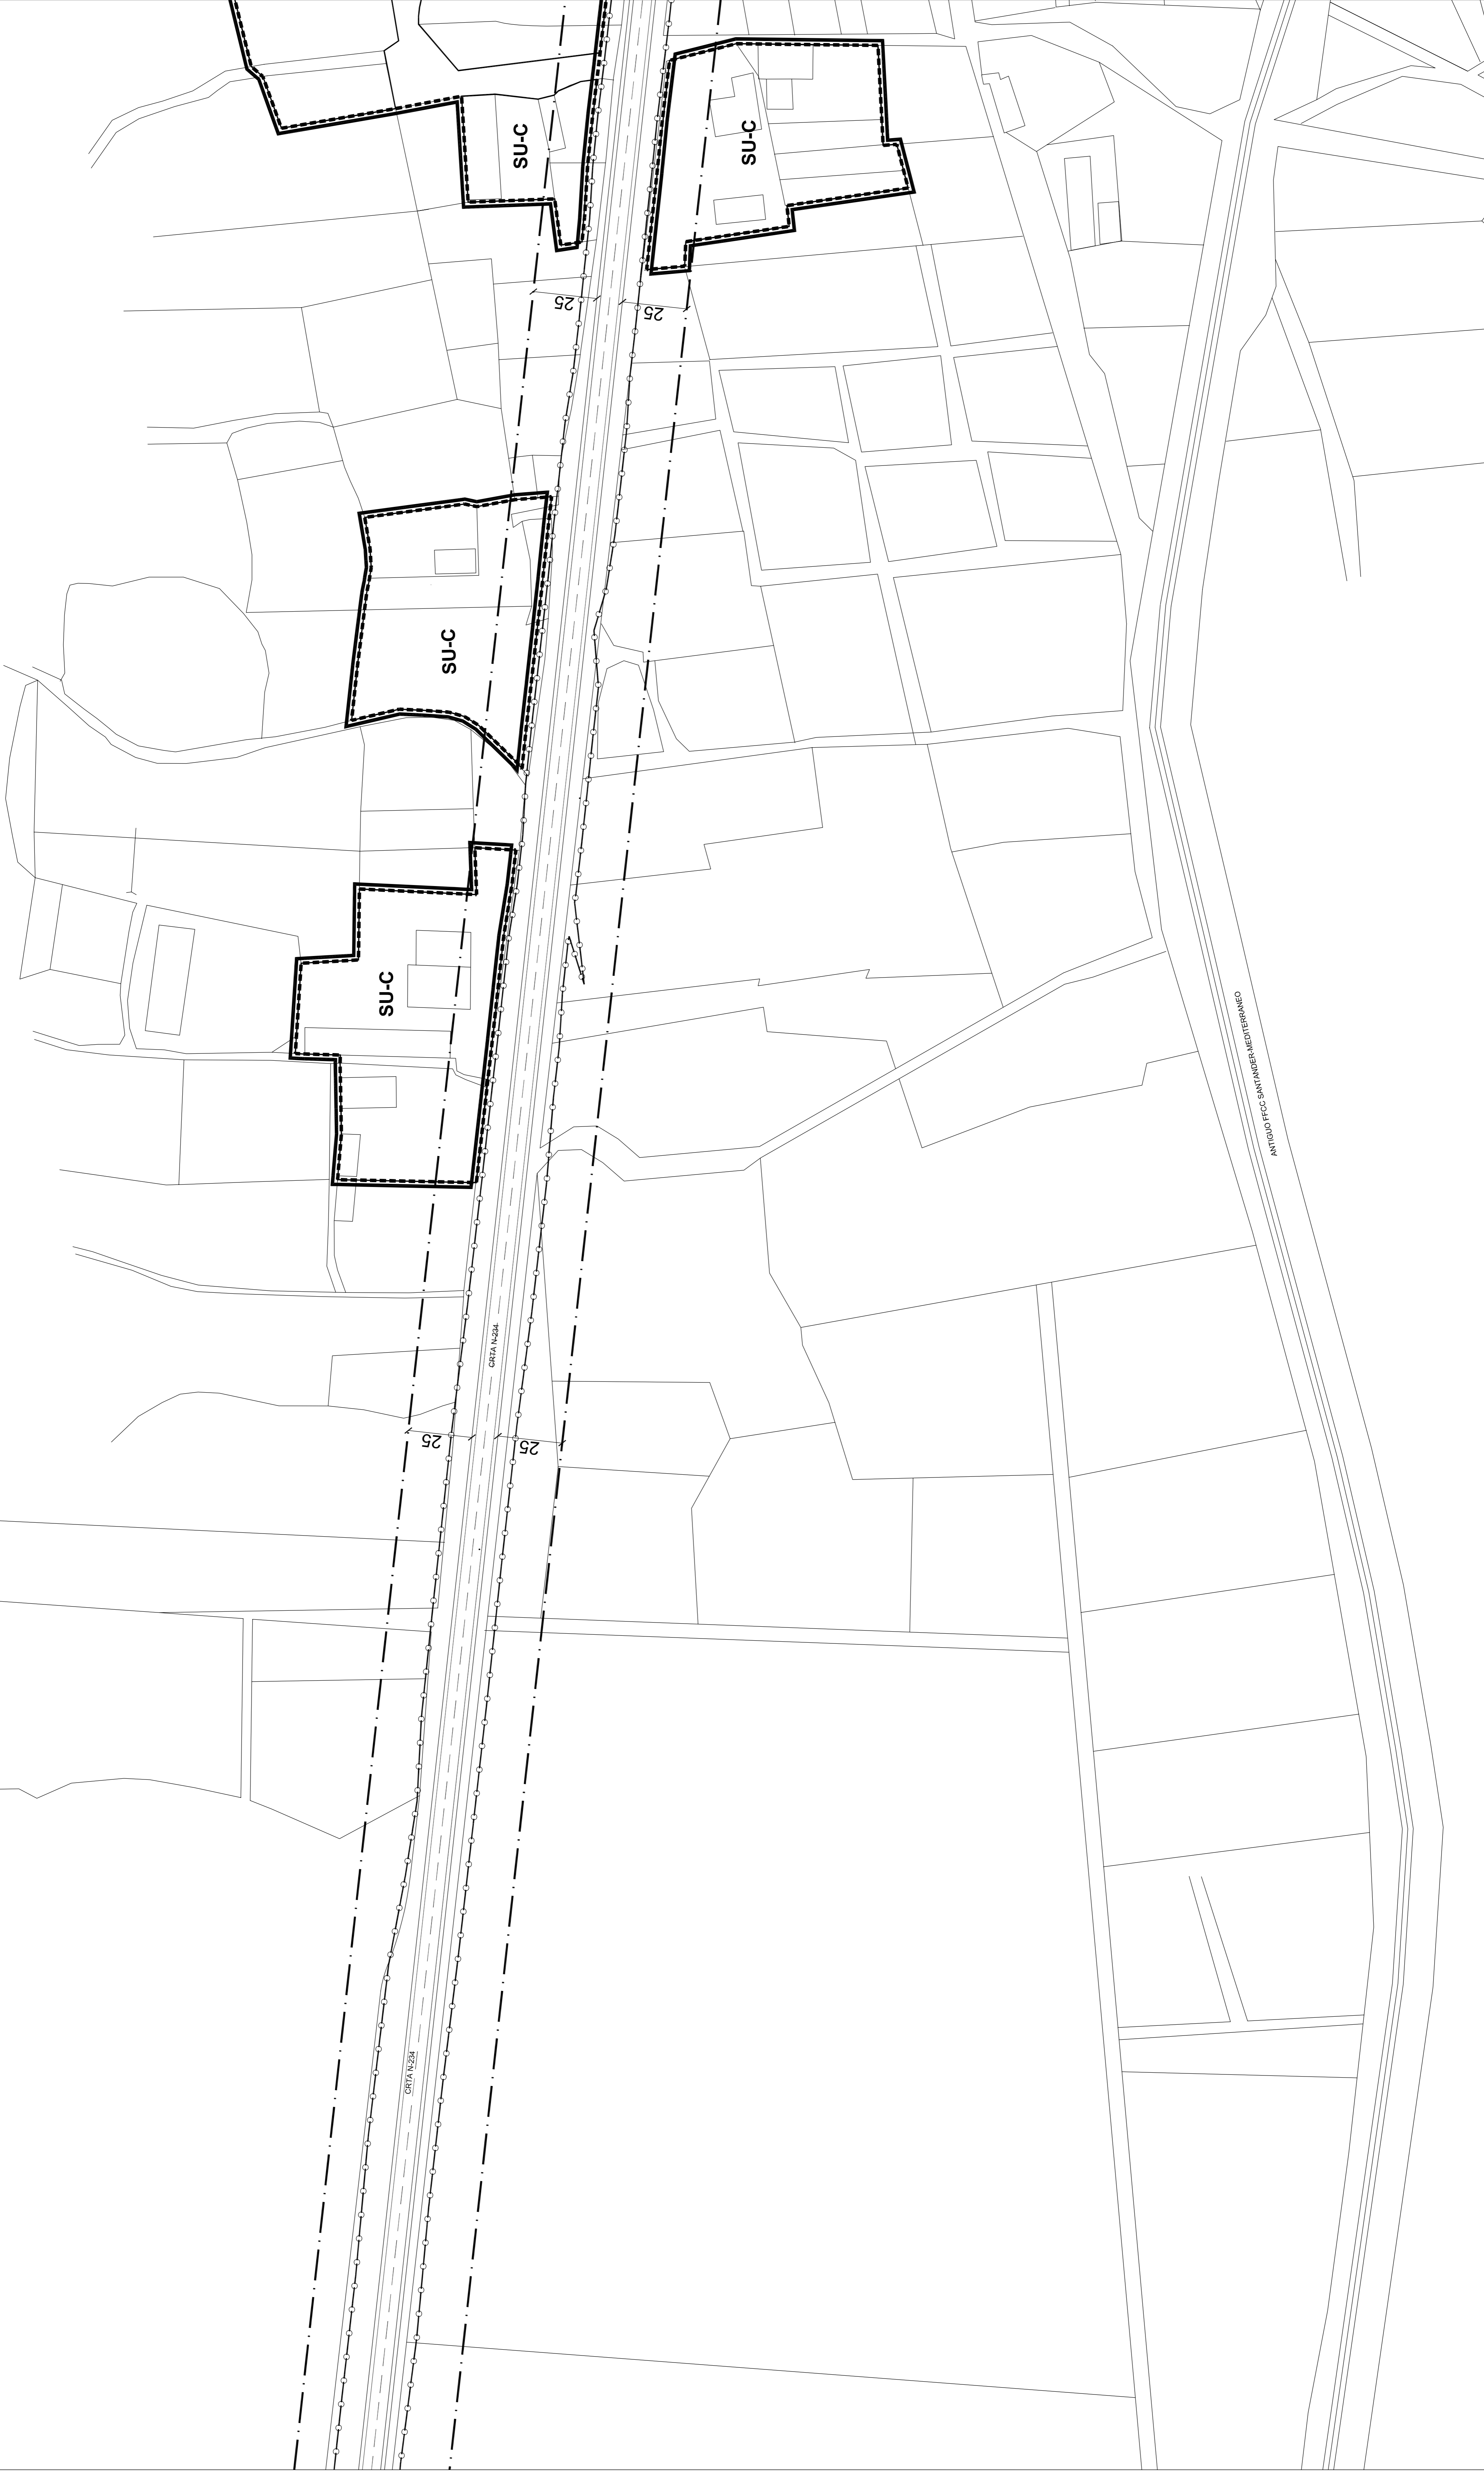 SU-C
SU-C
25
25
SU-C
SU-C
ANTIGUO FFCC SANTANDER-MEDITERRANEO
CRTA N-234
25
25
CRTA N-234